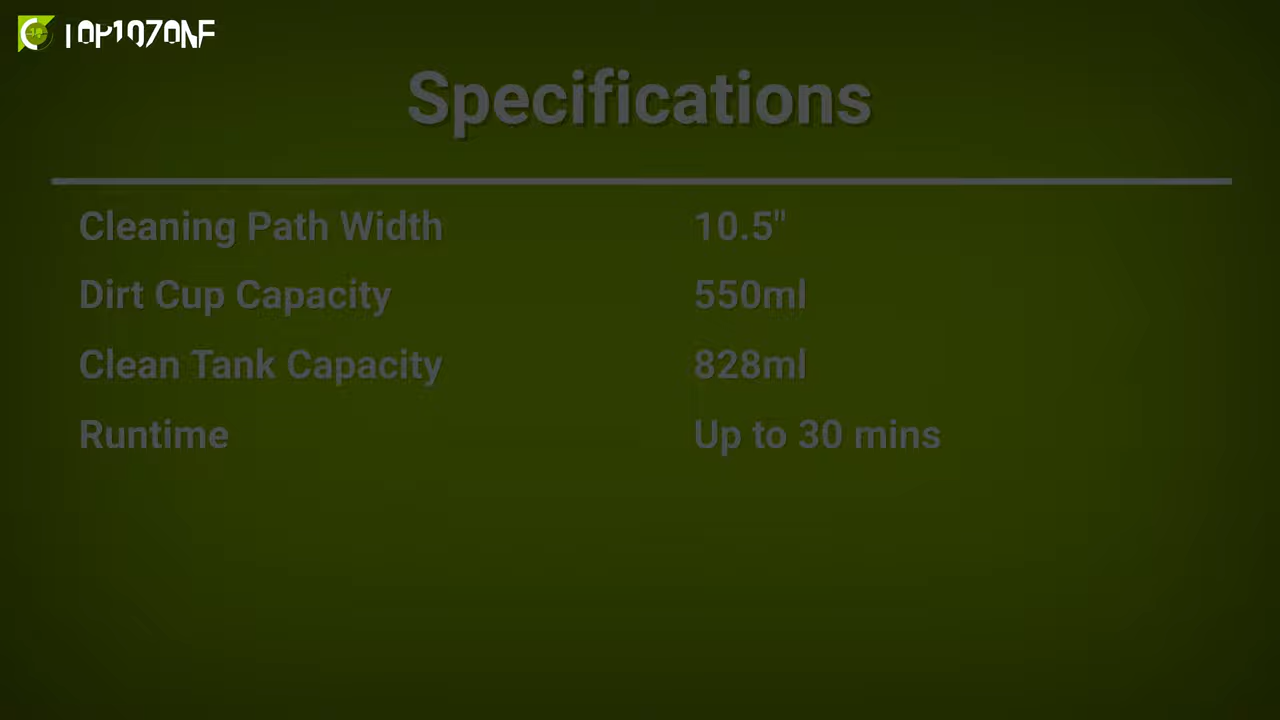 TOP10ZONE
Specifications
Cleaning Path Width 10.5"
Dirt Cup Capacity 550ml
Clean Tank Capacity 828ml
Runtime Up to 30 mins